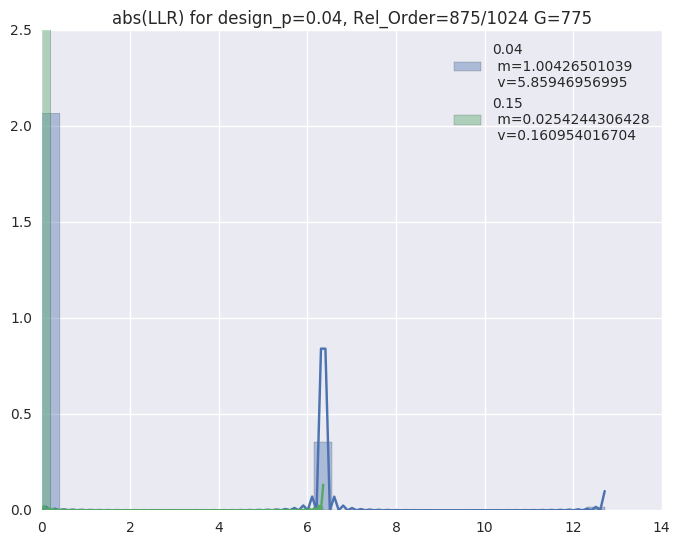 abs(LLR) for design_p=0.04, Rel_Order=875/1024 G=775
2.5
2.0
1.5
1.0
0.5
0.0
0 2 4 6 8 10 12 14
0.04
m=1.00426501039
v=5.85946956995
0.15
m=0.0254244306428
v=0.160954016704